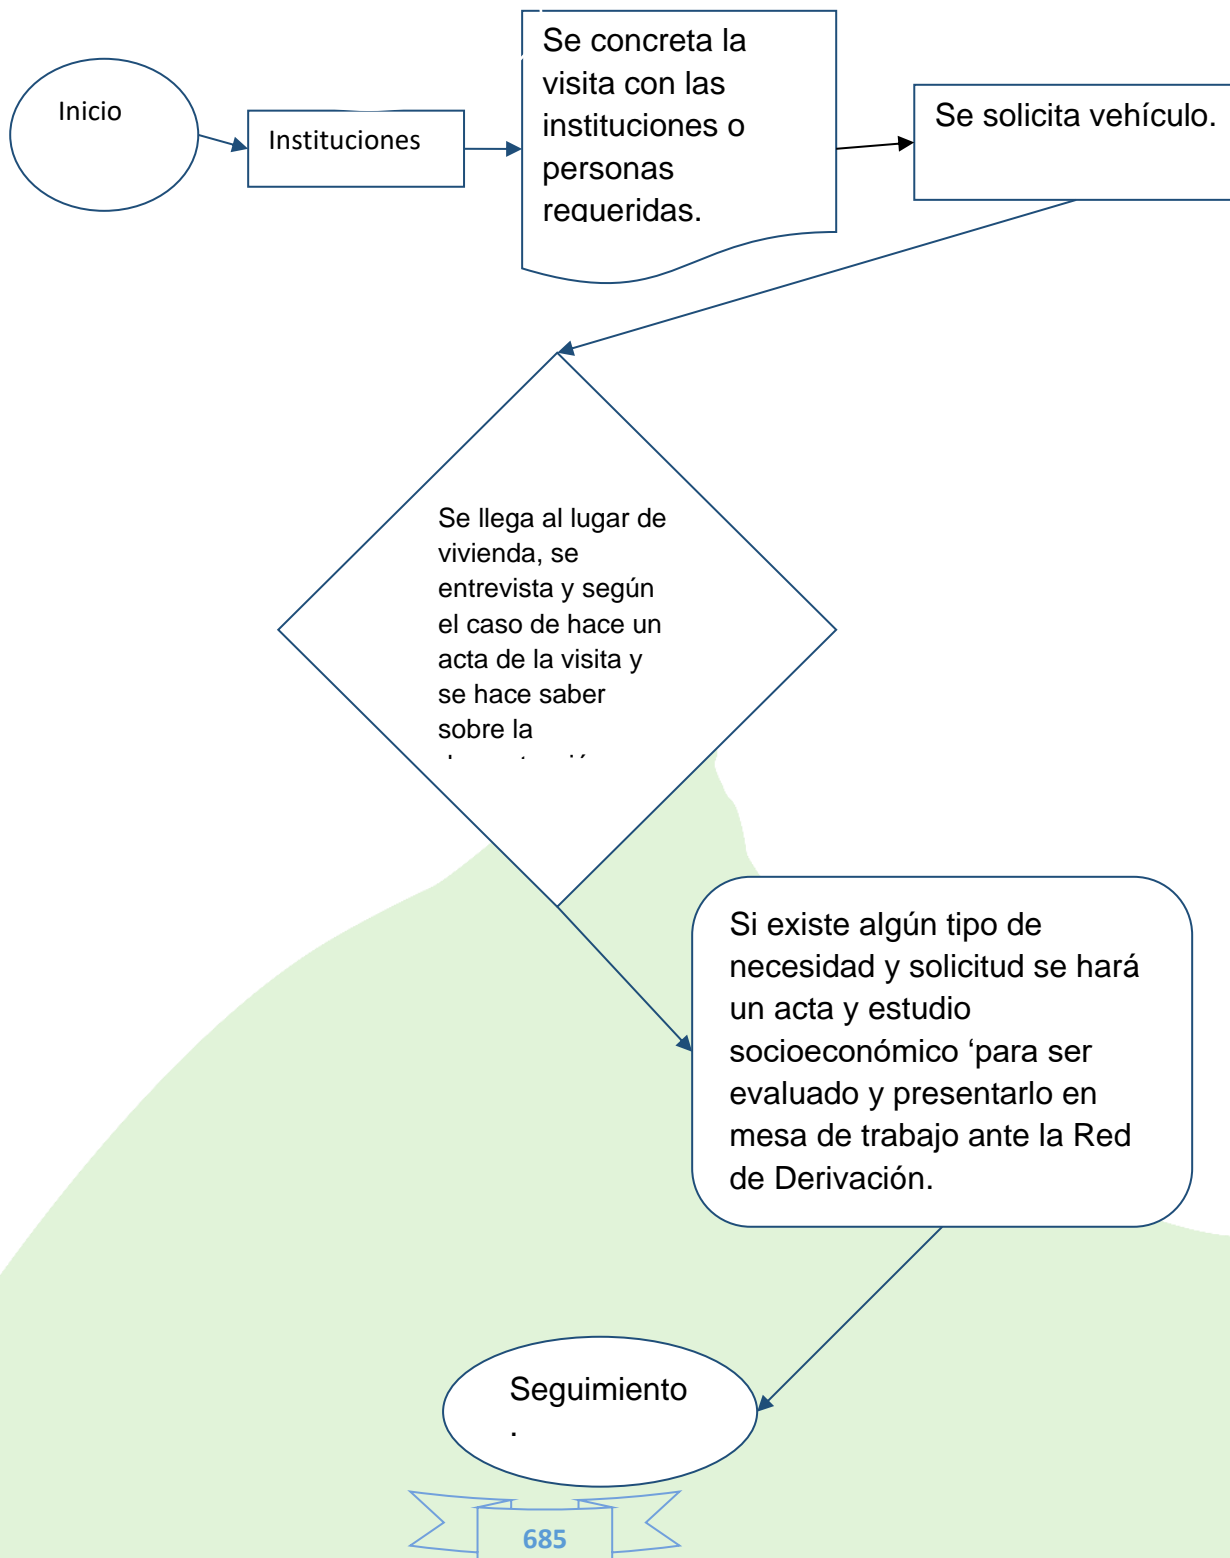 Inicio
Instituciones
Se concreta la
visita con las
instituciones o
personas
requeridas.
Se solicita vehículo.
Se llega al lugar de
vivienda, se
entrevista y según
el caso de hace un
acta de la visita y
se hace saber
sobre la
Si existe algún tipo de
necesidad y solicitud se hará
un acta y estudio
socioeconómico ‘para ser
evaluado y presentarlo en
mesa de trabajo ante la Red
de Derivación.
Seguimiento
.
685